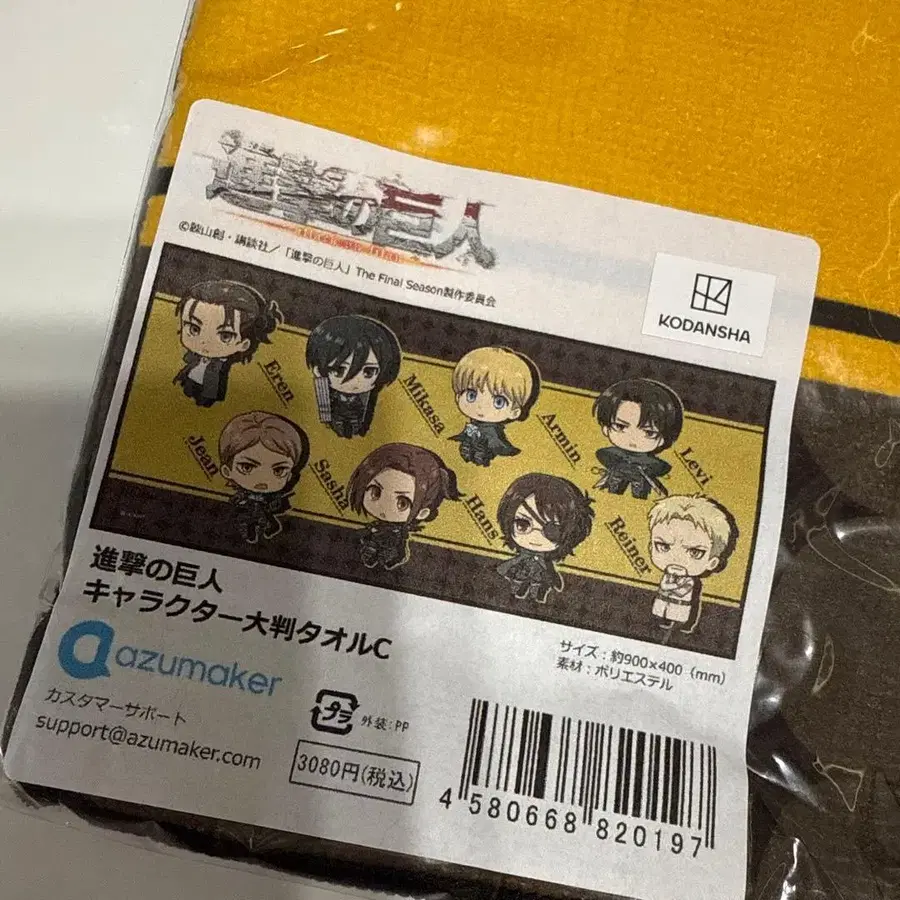 進撃の巨人
©諫山創・講談社/「進撃の巨人」The Final Season製作委員会
KODANSHA
Eren
Mikasa
Armin
Levi
Jean
Sasha
Hans
Reiner
進撃の巨人
キャラクター大判タオルC
サイズ:約900×400(mm)
素材:ポリエステル
azumaker
カスタマーサポート
support@azumaker.com
プラ
外装:PP
3080円(税込)
4 580668 820197